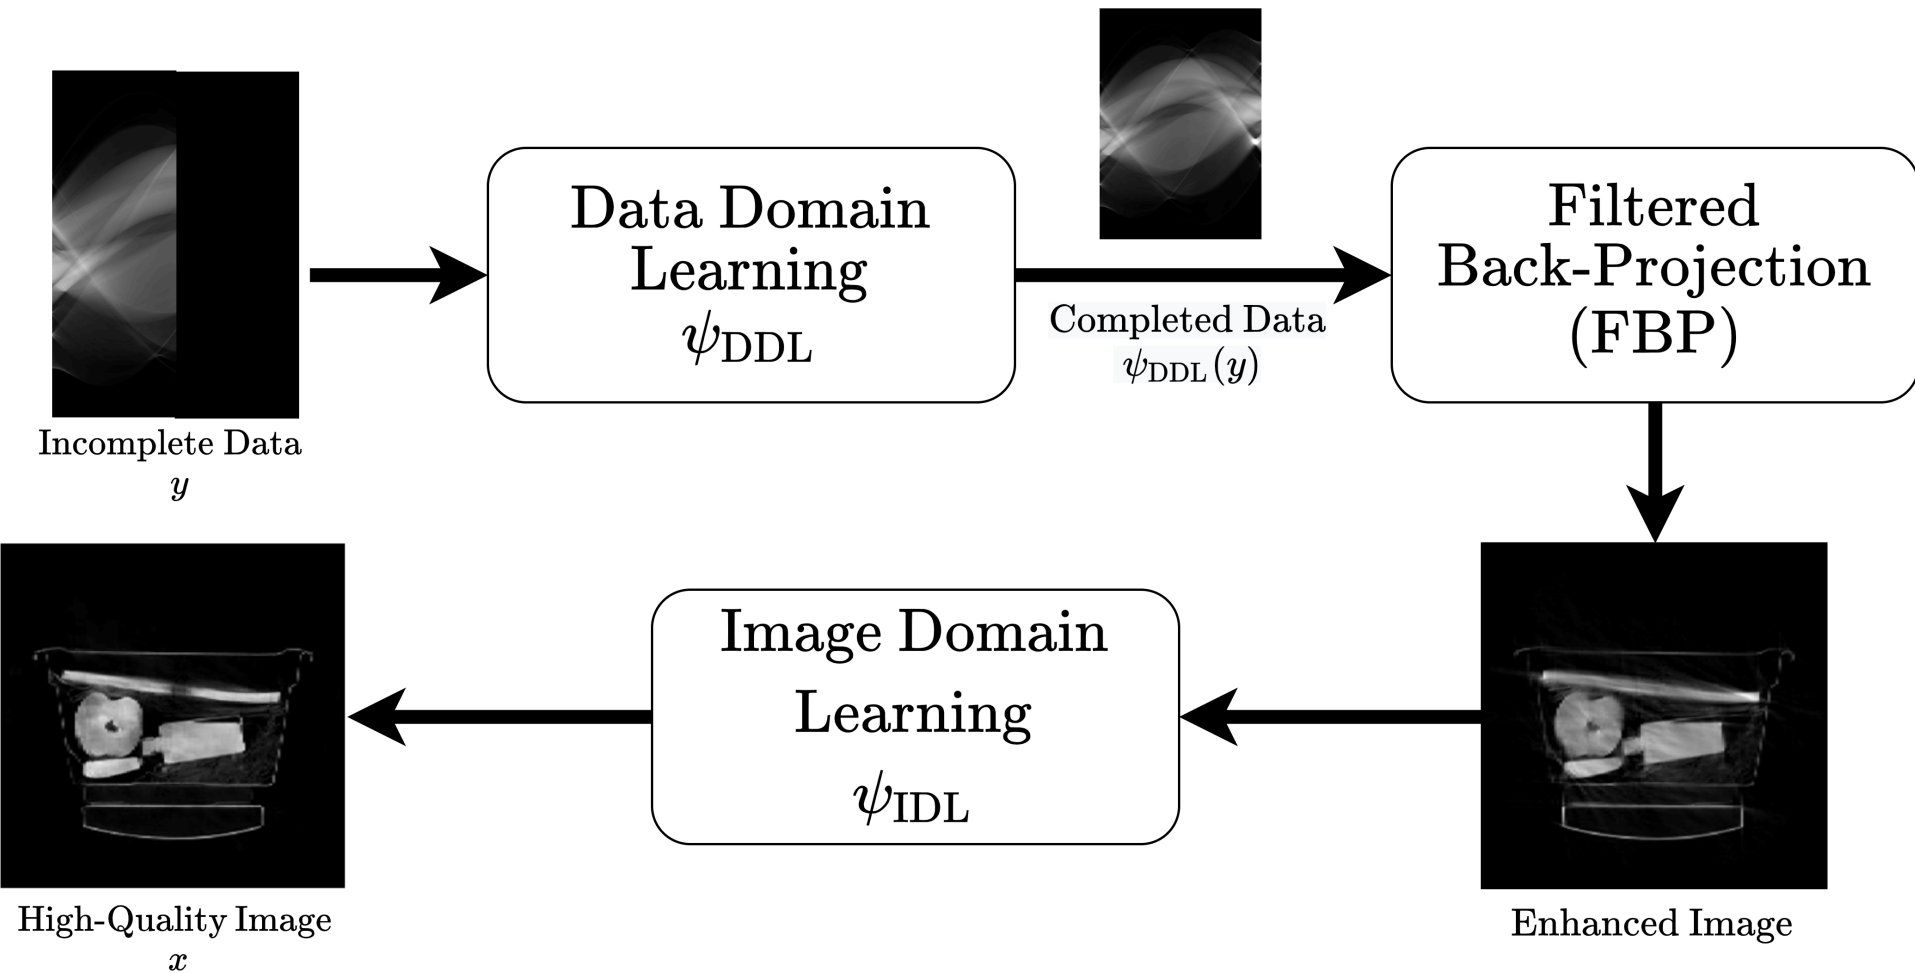 Incomplete Data
y
Data Domain
Learning
ψDDL
Completed Data
ψDDL(y)
Filtered
Back-Projection
(FBP)
Enhanced Image
Image Domain
Learning
ψIDL
High-Quality Image
x